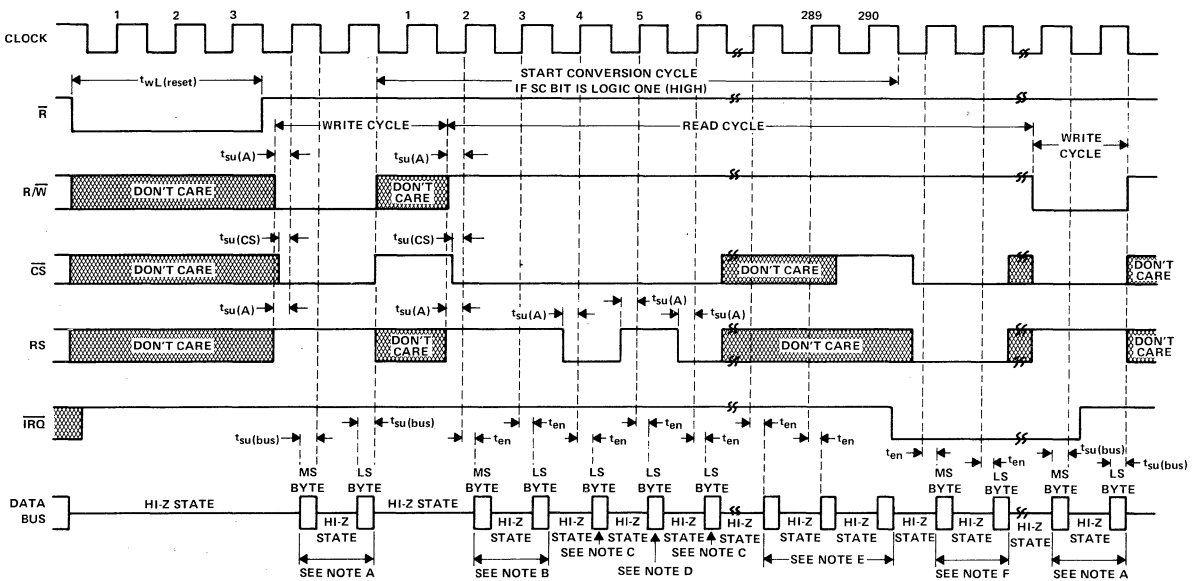 1 2 3 1 2 3 4 5 6 289 290
CLOCK
twL(reset)
START CONVERSION CYCLE
IF SC BIT IS LOGIC ONE (HIGH)
R
WRITE CYCLE
READ CYCLE
WRITE
CYCLE
tsu(A) tsu(A)
R/W
DON'T CARE
DON'T
CARE
tsu(CS) tsu(CS)
CS
DON'T CARE
DON'T CARE
DON'T
CARE
tsu(A) tsu(A) tsu(A) tsu(A) tsu(A)
RS
DON'T CARE
DON'T
CARE
DON'T CARE
DON'T
CARE
IRQ
tsu(bus) tsu(bus) ten ten ten ten ten ten ten ten ten tsu(bus) tsu(bus)
MS
BYTE
LS
BYTE
MS
BYTE
LS
BYTE
LS
BYTE
LS
BYTE
LS
BYTE
MS
BYTE
LS
BYTE
MS
BYTE
LS
BYTE
DATA
BUS
HI-Z STATE
HI-Z
STATE
HI-Z STATE
HI-Z
STATE
HI-Z
STATE
HI-Z
STATE
HI-Z
STATE
HI-Z
STATE
HI-Z
STATE
HI-Z
STATE
HI-Z
STATE
HI-Z
STATE
HI-Z
STATE
HI-Z
STATE
SEE NOTE A
SEE NOTE B
SEE NOTE C
SEE NOTE D
SEE NOTE C
SEE NOTE E
SEE NOTE F
SEE NOTE A